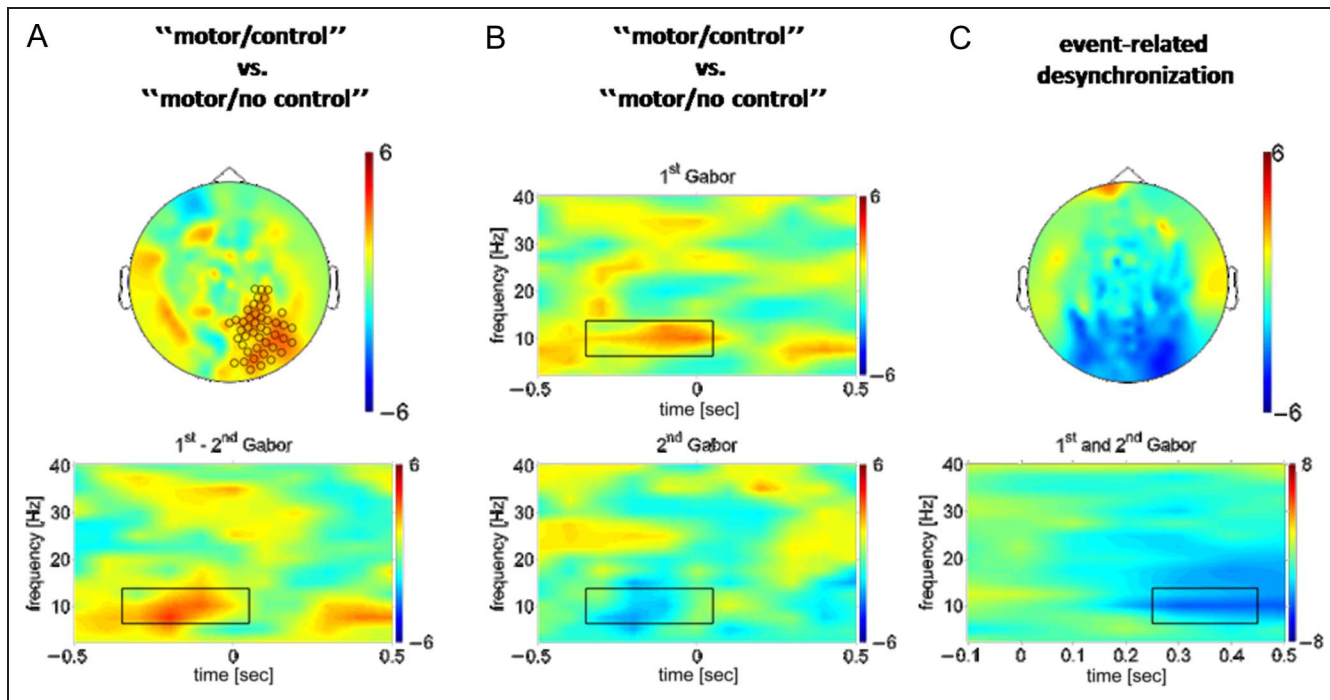 A
"motor/control"
vs.
"motor/no control"
6
−6
1st - 2nd Gabor
40
30
20
10
frequency [Hz]
6
−6
−0.5
0
0.5
time [sec]
B
"motor/control"
vs.
"motor/no control"
1st Gabor
40
30
20
10
frequency [Hz]
6
−6
−0.5
0
0.5
time [sec]
2nd Gabor
40
30
20
10
frequency [Hz]
6
−6
−0.5
0
0.5
time [sec]
C
event-related
desynchronization
6
−6
1st and 2nd Gabor
40
30
20
10
frequency [Hz]
8
−8
−0.1
0
0.1
0.2
0.3
0.4
0.5
time [sec]